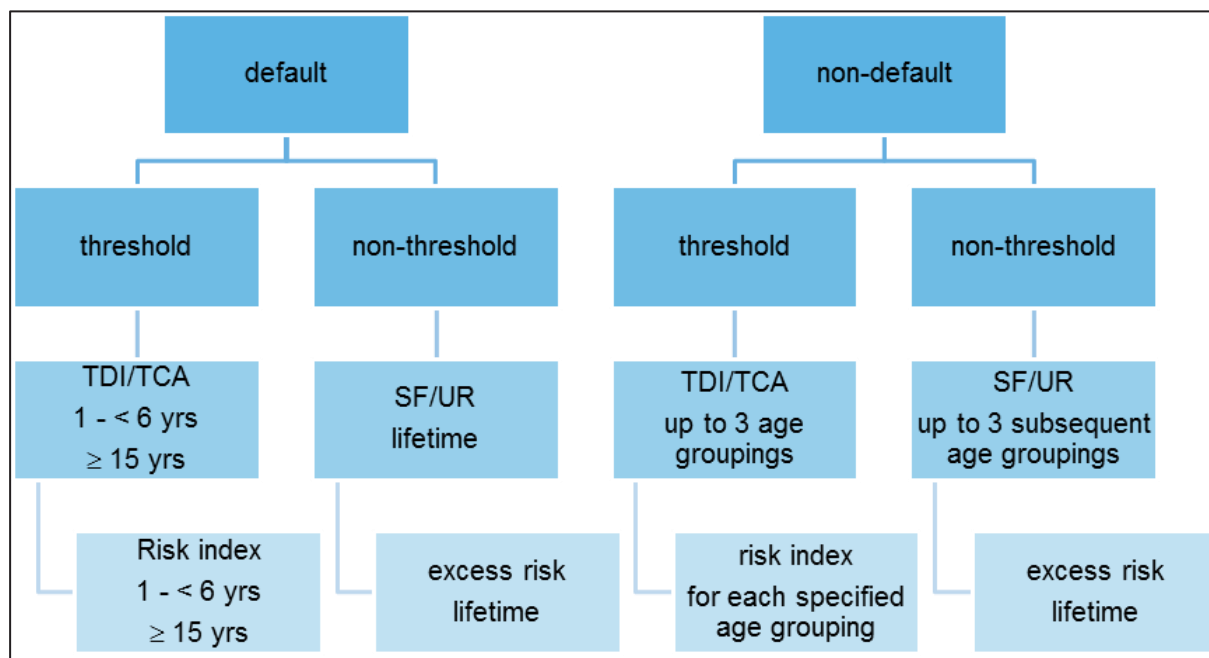 default
non-default
threshold
non-threshold
threshold
non-threshold
TDI/TCA
1 - < 6 yrs
≥ 15 yrs
SF/UR
lifetime
TDI/TCA
up to 3 age
groupings
SF/UR
up to 3 subsequent
age groupings
Risk index
1 - < 6 yrs
≥ 15 yrs
excess risk
lifetime
risk index
for each specified
age grouping
excess risk
lifetime